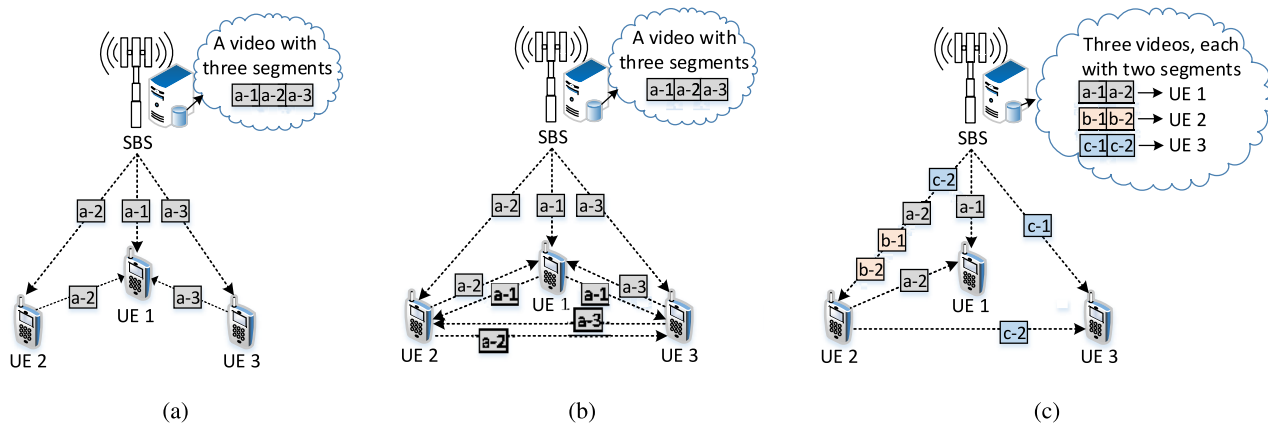 A video with
three segments
a-1 a-2 a-3
SBS
a-2 a-1 a-3
a-2 a-3
UE 1
UE 2
UE 3
(a)
A video with
three segments
a-1 a-2 a-3
SBS
a-2 a-1 a-3
a-2 a-3
a-1 a-1
UE 1
a-3
a-2
UE 2
UE 3
(b)
Three videos, each
with two segments
a-1 a-2 UE 1
b-1 b-2 UE 2
c-1 c-2 UE 3
SBS
c-2
a-2 a-1
c-1
b-1
b-2
a-2
UE 1
c-2
UE 2
UE 3
(c)